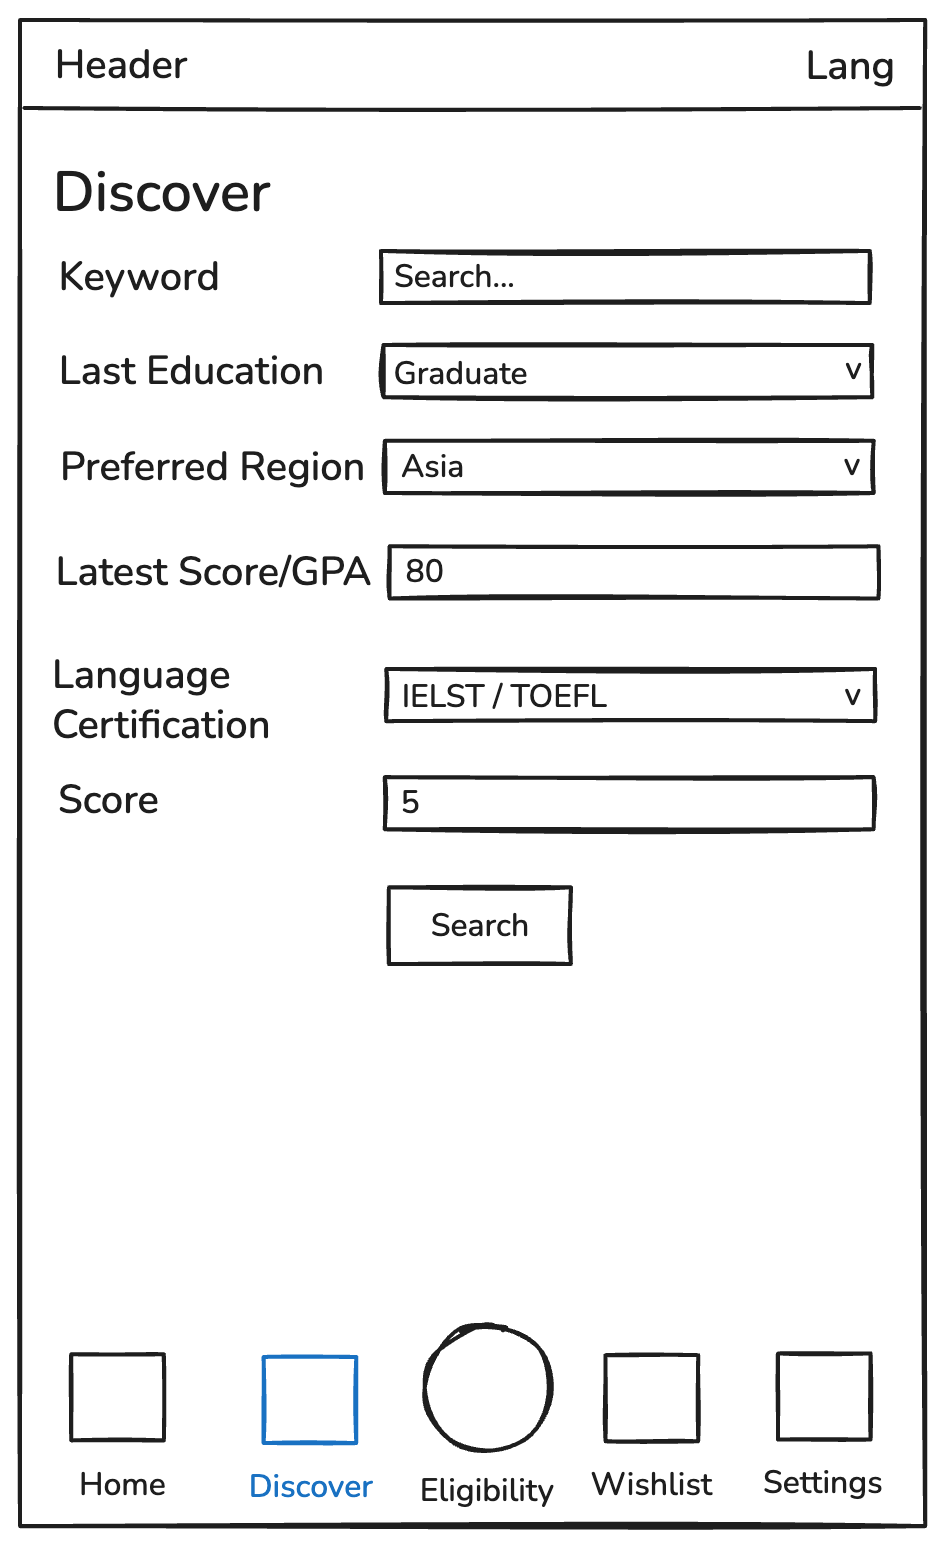 Header
Lang
Discover
Keyword
Search...
Last Education
Graduate
v
Preferred Region
Asia
v
Latest Score/GPA
80
Language
Certification
IELST / TOEFL
v
Score
5
Search
Home
Discover
Eligibility
Wishlist
Settings